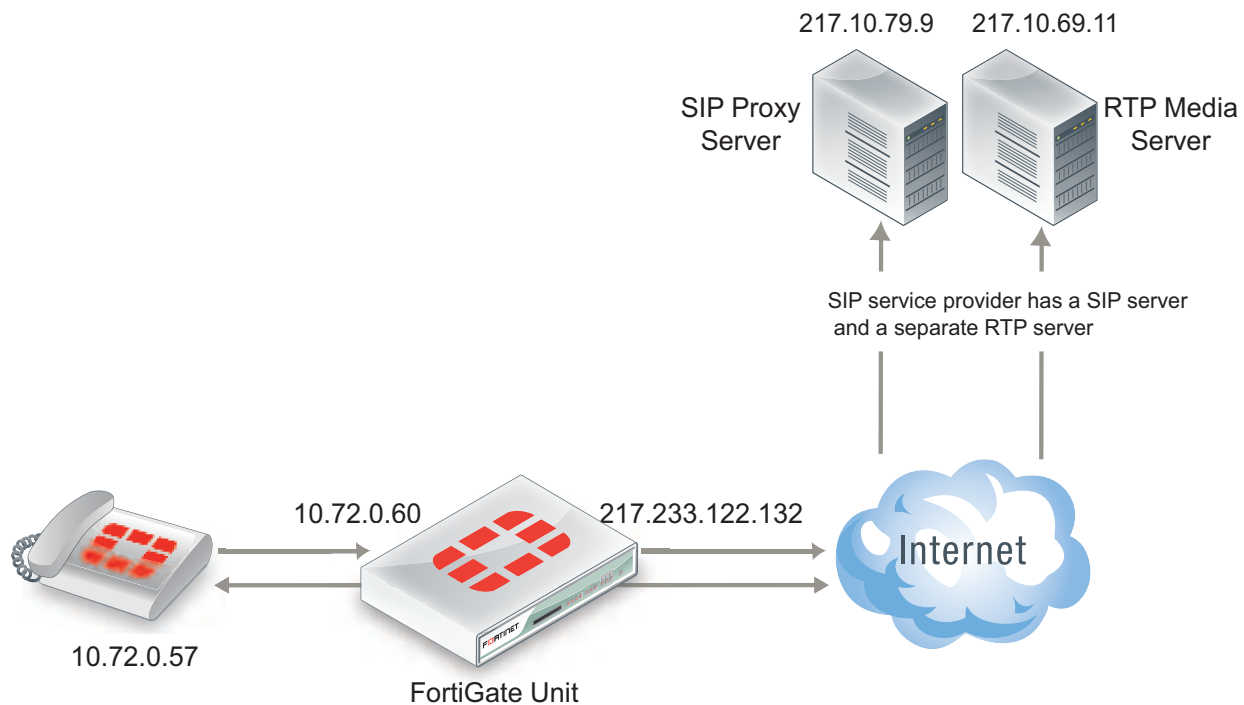 217.10.79.9
217.10.69.11
SIP Proxy
Server
RTP Media
Server
SIP service provider has a SIP server
and a separate RTP server
10.72.0.60
217.233.122.132
Internet
FORTINET
10.72.0.57
FortiGate Unit